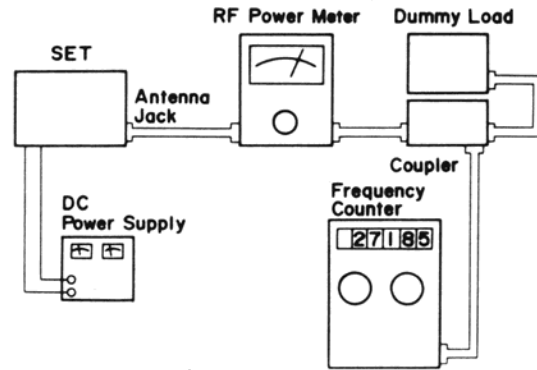 SET
RF Power Meter
Dummy Load
Antenna
Jack
Coupler
DC
Power Supply
Frequency
Counter
27185